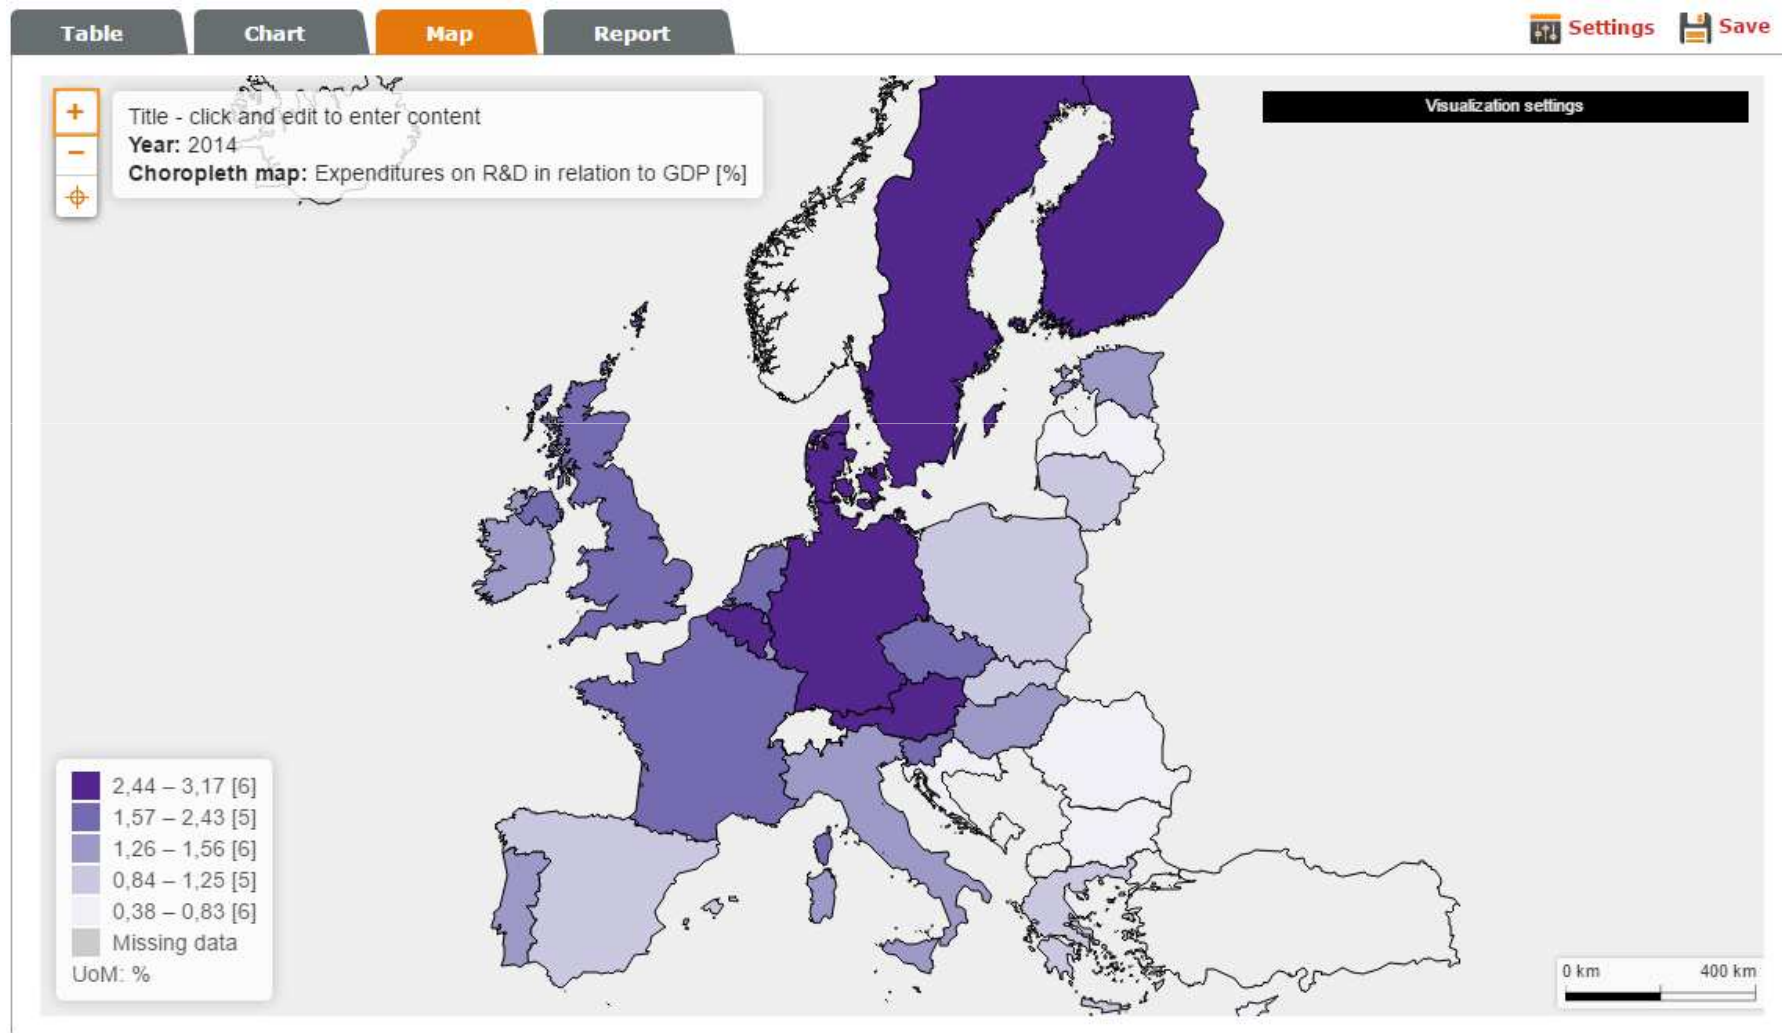 Table Chart Map Report Settings Save
+
Title - click and edit to enter content
Year: 2014
Choropleth map: Expenditures on R&D in relation to GDP [%]
−
Visualization settings
2,44 – 3,17 [6]
1,57 – 2,43 [5]
1,26 – 1,56 [6]
0,84 – 1,25 [5]
0,38 – 0,83 [6]
Missing data
UoM: %
0 km 400 km